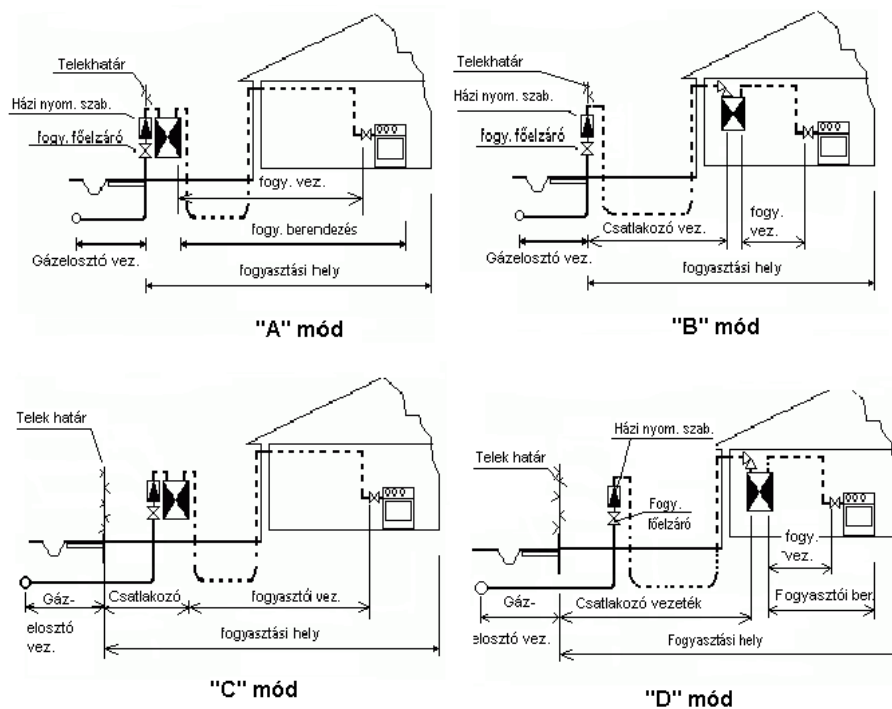 Telekhatár
Házi nyom. szab.
fogy. főelzáró
fogy. vez.
fogy. berendezés
Gázelosztó vez.
fogyasztási hely
"A" mód
Telekhatár
Házi nyom. szab.
fogy. főelzáró
Csatlakozó vez.
fogy.
vez.
Gázelosztó vez.
fogyasztási hely
"B" mód
Telek határ
Gáz-
elosztó
vez.
Csatlakozó
fogyasztói vez.
fogyasztási hely
"C" mód
Házi nyom. szab.
Telek határ
Fogy.
főelzáró
fogy.
vez.
Gáz-
elosztó vez.
Csatlakozó vezeték
Fogyasztói ber.
Fogyasztási hely
"D" mód